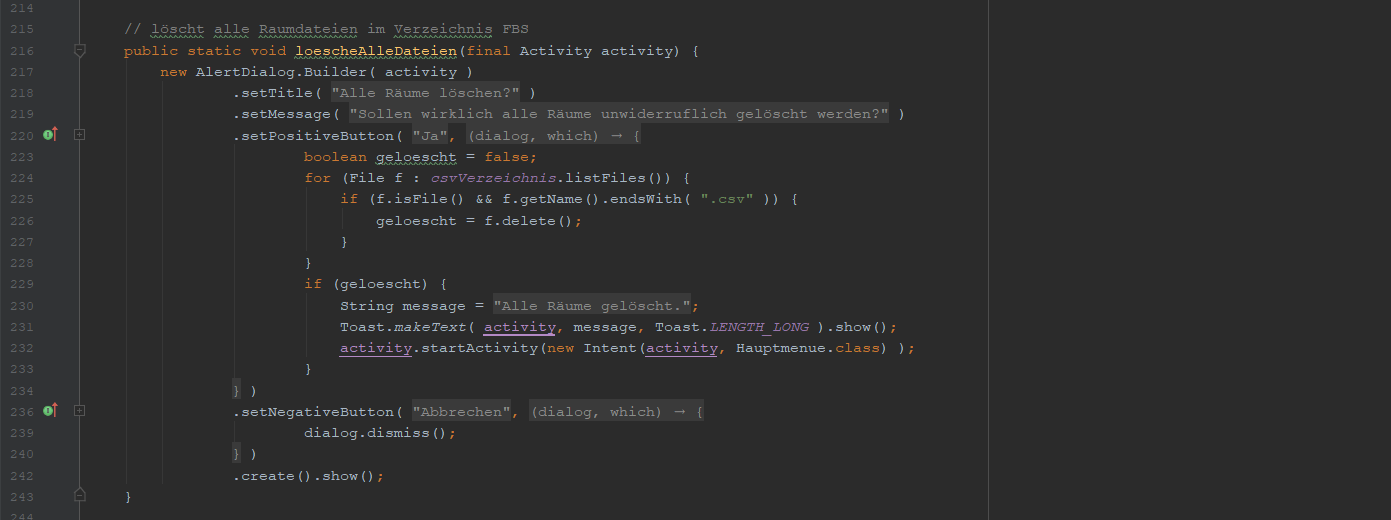 214
215 // löscht alle Raumdateien im Verzeichnis FBS
216 public static void loescheAlleDateien(final Activity activity) {
217 new AlertDialog.Builder( activity )
218 .setTitle( "Alle Räume löschen?" )
219 .setMessage( "Sollen wirklich alle Räume unwiderruflich gelöscht werden?" )
220 .setPositiveButton( "Ja", (dialog, which) → {
223 boolean geloescht = false;
224 for (File f : csvVerzeichnis.listFiles()) {
225 if (f.isFile() && f.getName().endsWith( ".csv" )) {
226 geloescht = f.delete();
227 }
228 }
229 if (geloescht) {
230 String message = "Alle Räume gelöscht.";
231 Toast.makeText( activity, message, Toast.LENGTH_LONG ).show();
232 activity.startActivity(new Intent(activity, Hauptmenue.class) );
233 }
234 } )
236 .setNegativeButton( "Abbrechen", (dialog, which) → {
239 dialog.dismiss();
240 } )
242 .create().show();
243 }
244